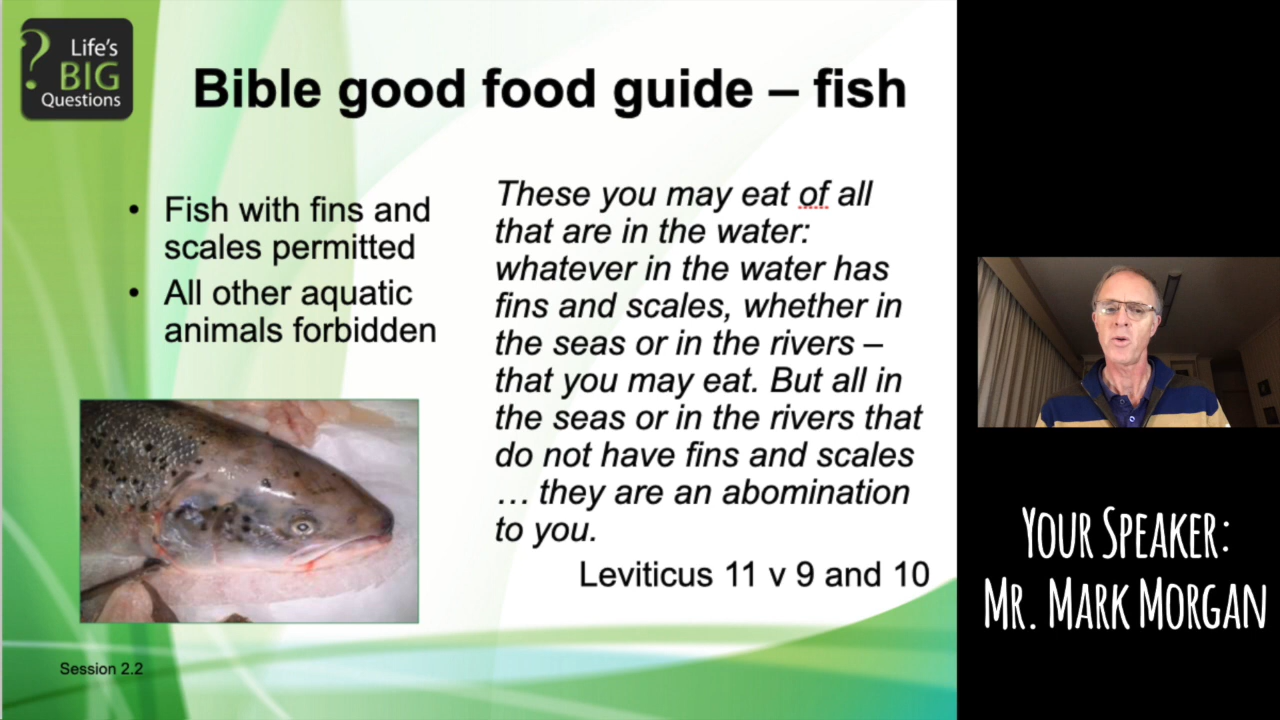 Life's
BIG
Questions
Bible good food guide – fish
• Fish with fins and
scales permitted
• All other aquatic
animals forbidden
These you may eat of all
that are in the water:
whatever in the water has
fins and scales, whether in
the seas or in the rivers –
that you may eat. But all in
the seas or in the rivers that
do not have fins and scales
… they are an abomination
to you.
Leviticus 11 v 9 and 10
Session 2.2
YOUR SPEAKER:
MR. MARK MORGAN